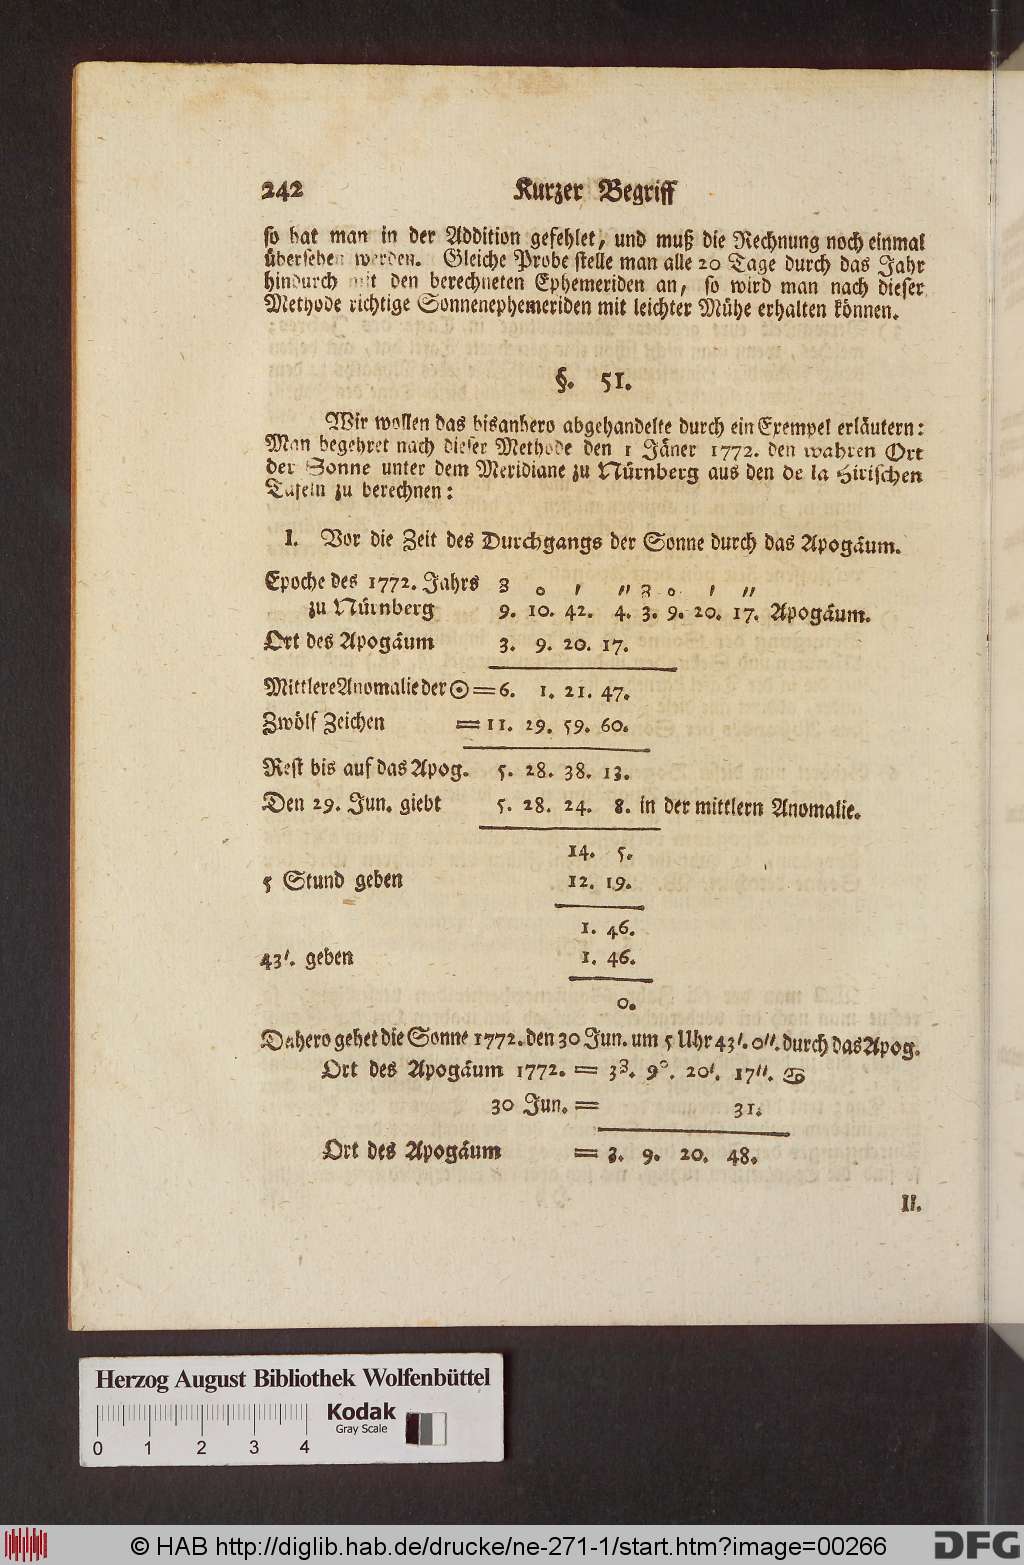 242 Kurzer Begriff
so hat man in der Addition gefehlet, und muß die Rechnung noch einmal
übersehen werden. Gleiche Probe stelle man alle 20 Tage durch das Jahr
hindurch mit den berechneten Ephemeriden an, so wird man nach dieser
Methode richtige Sonnenephemeriden mit leichter Mühe erhalten können.
§. 51.
Wir wollen das bisanhero abgehandelte durch ein Exempel erläutern:
Man begehret nach dieser Methode den 1 Jäner 1772. den wahren Ort
der Sonne unter dem Meridiane zu Nürnberg aus den de la Hirischen
Tafeln zu berechnen:
I. Vor die Zeit des Durchgangs der Sonne durch das Apogäum.
Epoche des 1772. Jahrs Z o ′ ″ Z o ′ ″
zu Nürnberg 9. 10. 42. 4. 3. 9. 20. 17. Apogäum.
Ort des Apogäum 3. 9. 20. 17.
Mittlere Anomalie der ☉ = 6. 1. 21. 47.
Zwölf Zeichen = 11. 29. 59. 60.
Rest bis auf das Apog. 5. 28. 38. 13.
Den 29. Jun. giebt 5. 28. 24. 8. in der mittlern Anomalie.
14. 5.
5 Stund geben 12. 19.
1. 46.
43′. geben 1. 46.
0.
Dahero gehet die Sonne 1772. den 30 Jun. um 5 Uhr 43′. 0″. durch das Apog.
Ort des Apogäum 1772. = 3Z. 9°. 20′. 17″. ♋
30 Jun. = 31.
Ort des Apogäum = 3. 9. 20. 48.
II.
Herzog August Bibliothek Wolfenbüttel
Kodak
Gray Scale
0 1 2 3 4
© HAB http://diglib.hab.de/drucke/ne-271-1/start.htm?image=00266
DFG